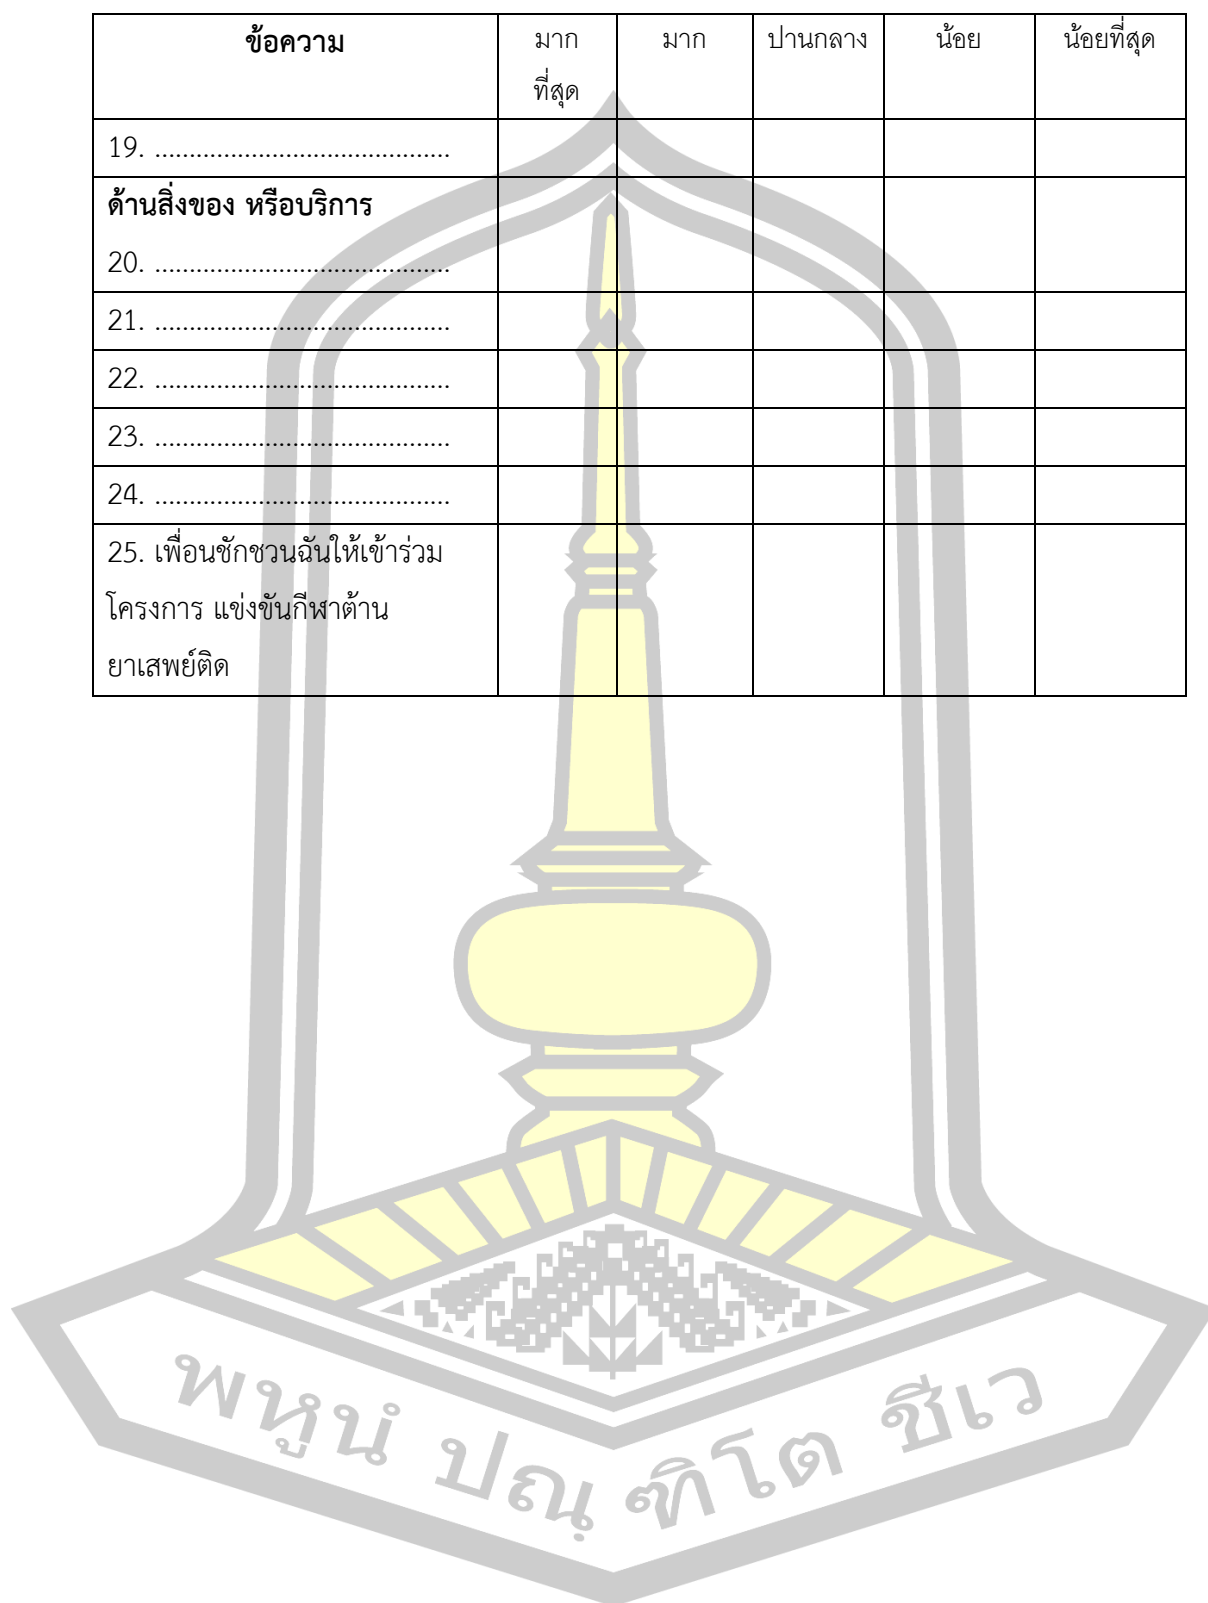 ข้อความ มาก มาก ปานกลาง น้อย น้อยที่สุด
ที่สุด
19. ...........................................
ด้านสิ่งของ หรือบริการ
20. ...........................................
21. ...........................................
22. ...........................................
23. ...........................................
24. ...........................................
25. เพื่อนชักชวนฉันให้เข้าร่วม
โครงการ แข่งขันกีฬาต้าน
ยาเสพย์ติด
พหูนํ ปณฺฑิโต ชีเว